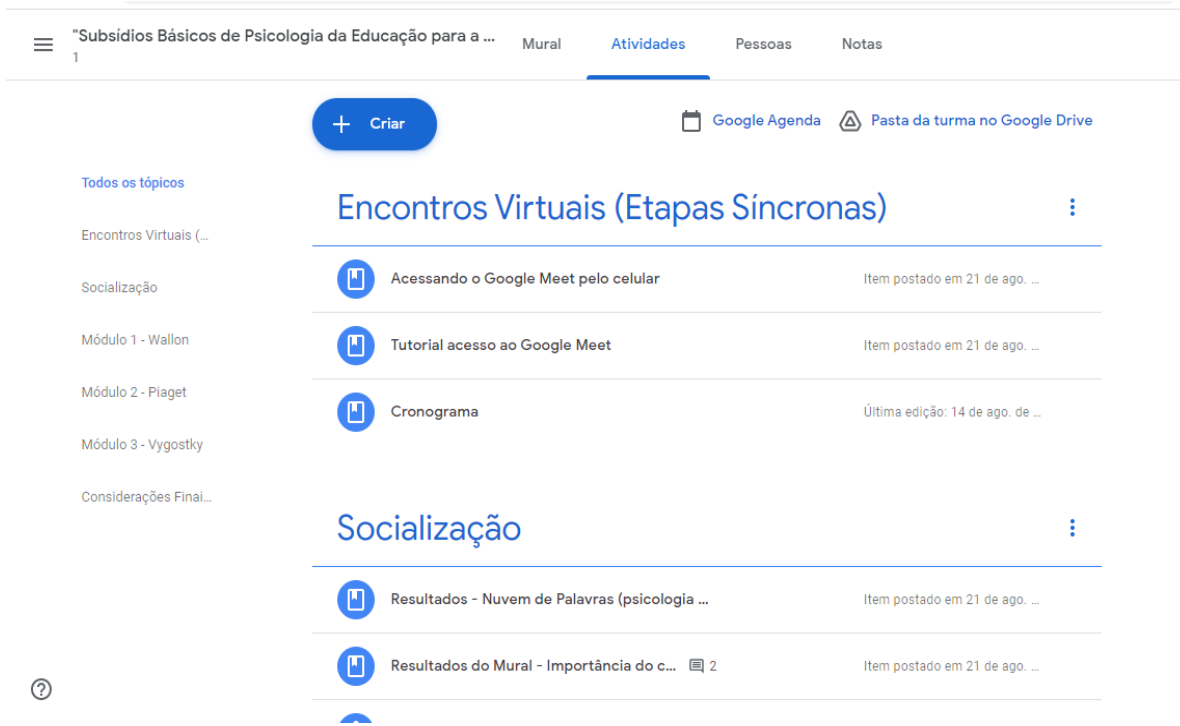 "Subsídios Básicos de Psicologia da Educação para a ...
1
Mural
Atividades
Pessoas
Notas
Criar
Google Agenda
Pasta da turma no Google Drive
Todos os tópicos
Encontros Virtuais (...
Socialização
Módulo 1 - Wallon
Módulo 2 - Piaget
Módulo 3 - Vygostky
Considerações Finai...
Encontros Virtuais (Etapas Síncronas)
Acessando o Google Meet pelo celular
Item postado em 21 de ago. ...
Tutorial acesso ao Google Meet
Item postado em 21 de ago. ...
Cronograma
Última edição: 14 de ago. de ...
Socialização
Resultados - Nuvem de Palavras (psicologia ...
Item postado em 21 de ago. ...
Resultados do Mural - Importância do c... 2
Item postado em 21 de ago. ...